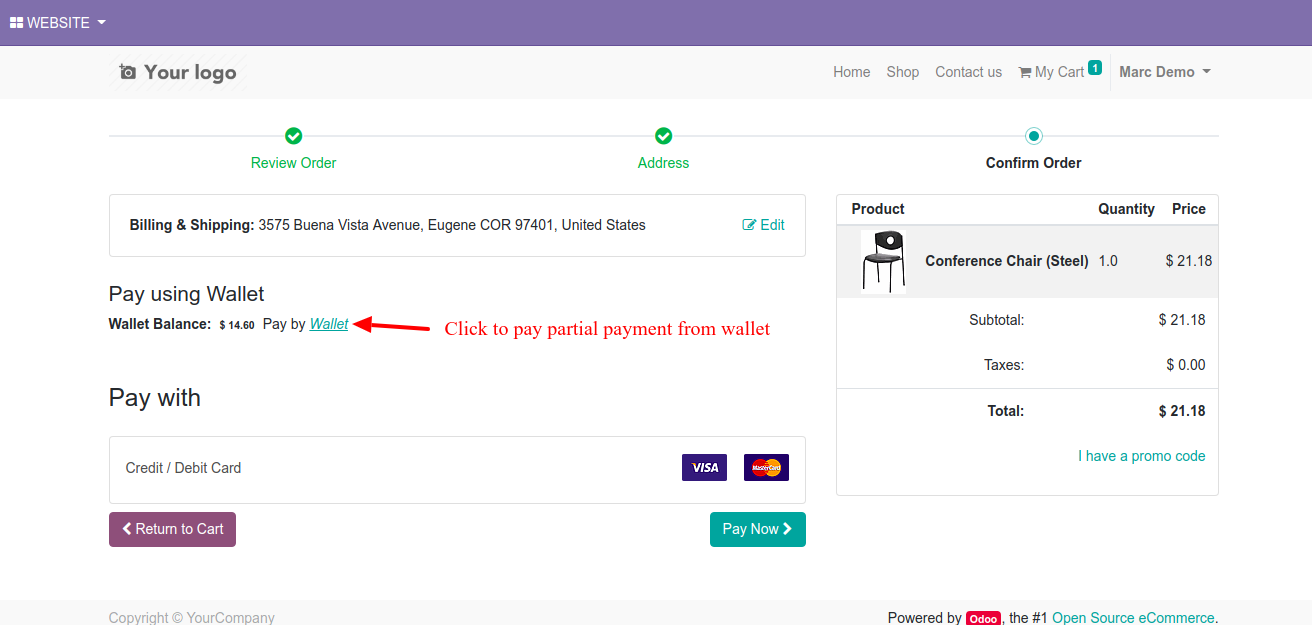 WEBSITE
Your logo
Home Shop Contact us My Cart 1 Marc Demo
Review Order Address Confirm Order
Billing & Shipping: 3575 Buena Vista Avenue, Eugene COR 97401, United States Edit
Pay using Wallet
Wallet Balance: $ 14.60 Pay by Wallet
Click to pay partial payment from wallet
Pay with
Credit / Debit Card VISA MasterCard
Return to Cart Pay Now
Product Quantity Price
Conference Chair (Steel) 1.0 $ 21.18
Subtotal: $ 21.18
Taxes: $ 0.00
Total: $ 21.18
I have a promo code
Copyright © YourCompany
Powered by Odoo, the #1 Open Source eCommerce.